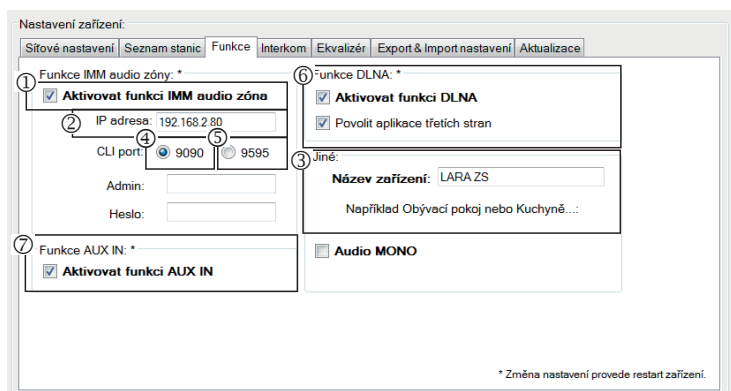 Nastavení zařízení:
Síťové nastavení Seznam stanic Funkce Interkom Ekvalizér Export & Import nastavení Aktualizace
Funkce IMM audio zóny: *
① Aktivovat funkci IMM audio zóna
② IP adresa: 192.168.2.80
CLI port: ④ 9090 ⑤ 9595
Admin:
Heslo:
⑦ Funkce AUX IN: *
Aktivovat funkci AUX IN
⑥ Funkce DLNA: *
Aktivovat funkci DLNA
Povolit aplikace třetích stran
③ Jiné:
Název zařízení: LARA ZS
Například Obývací pokoj nebo Kuchyně...:
Audio MONO
* Změna nastavení provede restart zařízení.